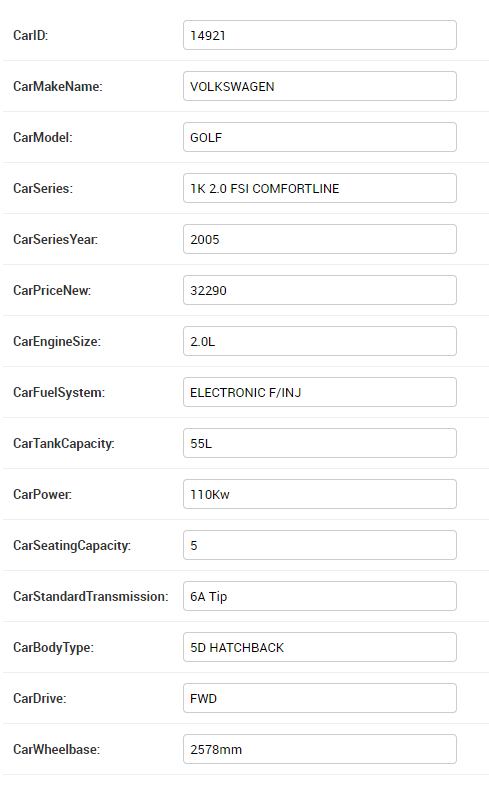 CarID: 14921
CarMakeName: VOLKSWAGEN
CarModel: GOLF
CarSeries: 1K 2.0 FSI COMFORTLINE
CarSeriesYear: 2005
CarPriceNew: 32290
CarEngineSize: 2.0L
CarFuelSystem: ELECTRONIC F/INJ
CarTankCapacity: 55L
CarPower: 110Kw
CarSeatingCapacity: 5
CarStandardTransmission: 6A Tip
CarBodyType: 5D HATCHBACK
CarDrive: FWD
CarWheelbase: 2578mm